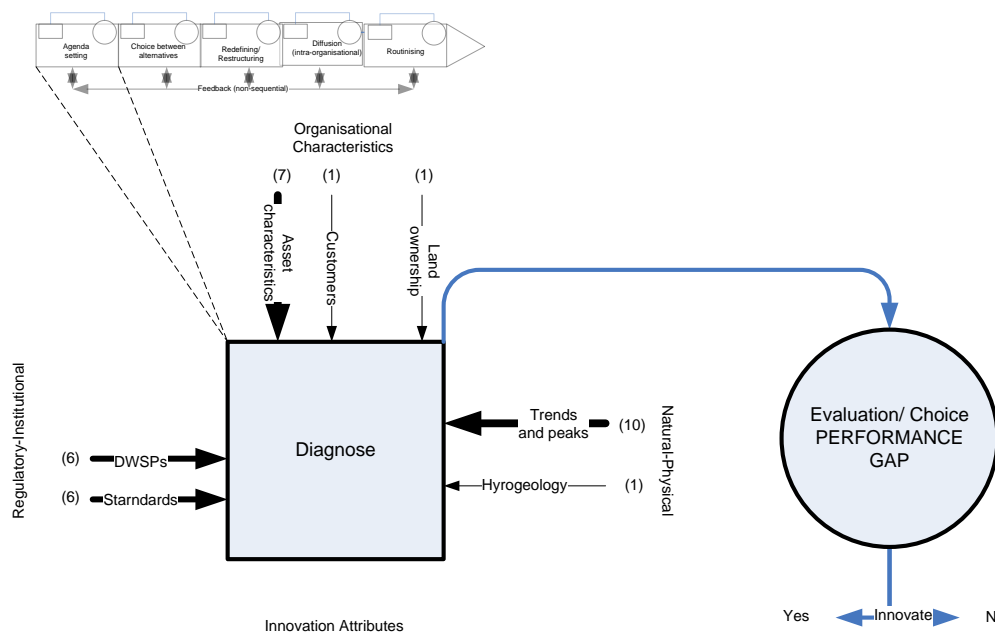 Agenda
setting
Choice between
alternatives
Redefining/
Restructuring
Diffusion
(intra-organisational)
Routinising
Feedback (non-sequential)
Organisational
Characteristics
(7)
(1)
(1)
Asset
characteristics
Customers
Land
ownership
Regulatory-Institutional
(6)
DWSPs
(6)
Starndards
Diagnose
Trends
and peaks
(10)
Hyrogeology
(1)
Natural-Physical
Evaluation/ Choice
PERFORMANCE
GAP
Yes
Innovate
N
Innovation Attributes